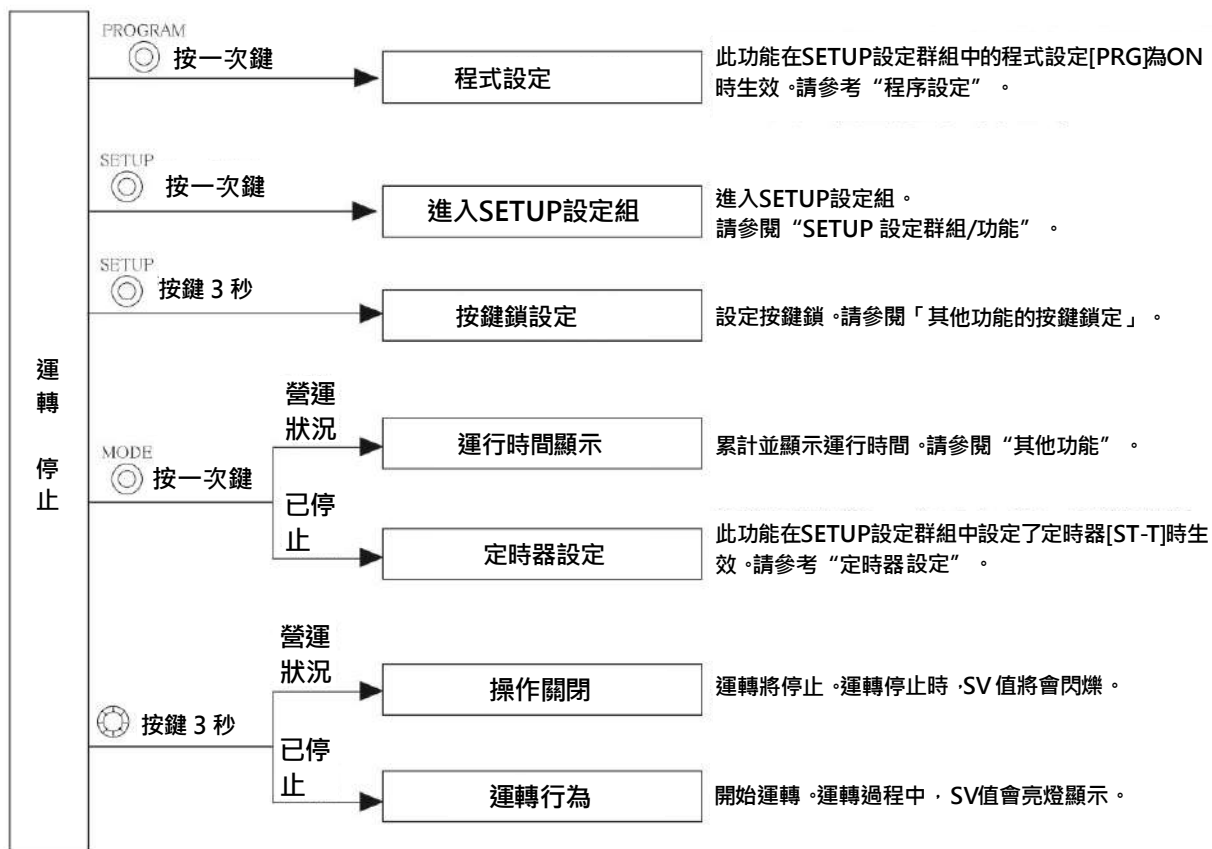 運
轉
停
止
PROGRAM
按一次鍵
程式設定
此功能在SETUP設定群組中的程式設定[PRG]為ON
時生效。請參考“程序設定”。
SETUP
按一次鍵
進入SETUP設定組
進入SETUP設定組。
請參閱“SETUP 設定群組/功能”。
SETUP
按鍵 3 秒
按鍵鎖設定
設定按鍵鎖。請參閱「其他功能的按鍵鎖定」。
MODE
按一次鍵
營運
狀況
運行時間顯示
累計並顯示運行時間。請參閱“其他功能”。
已停
止
定時器設定
此功能在SETUP設定群組中設定了定時器[ST-T]時生
效。請參考“定時器設定”。
按鍵 3 秒
營運
狀況
操作關閉
運轉將停止。運轉停止時，SV 值將會閃爍。
已停
止
運轉行為
開始運轉。運轉過程中，SV值會亮燈顯示。